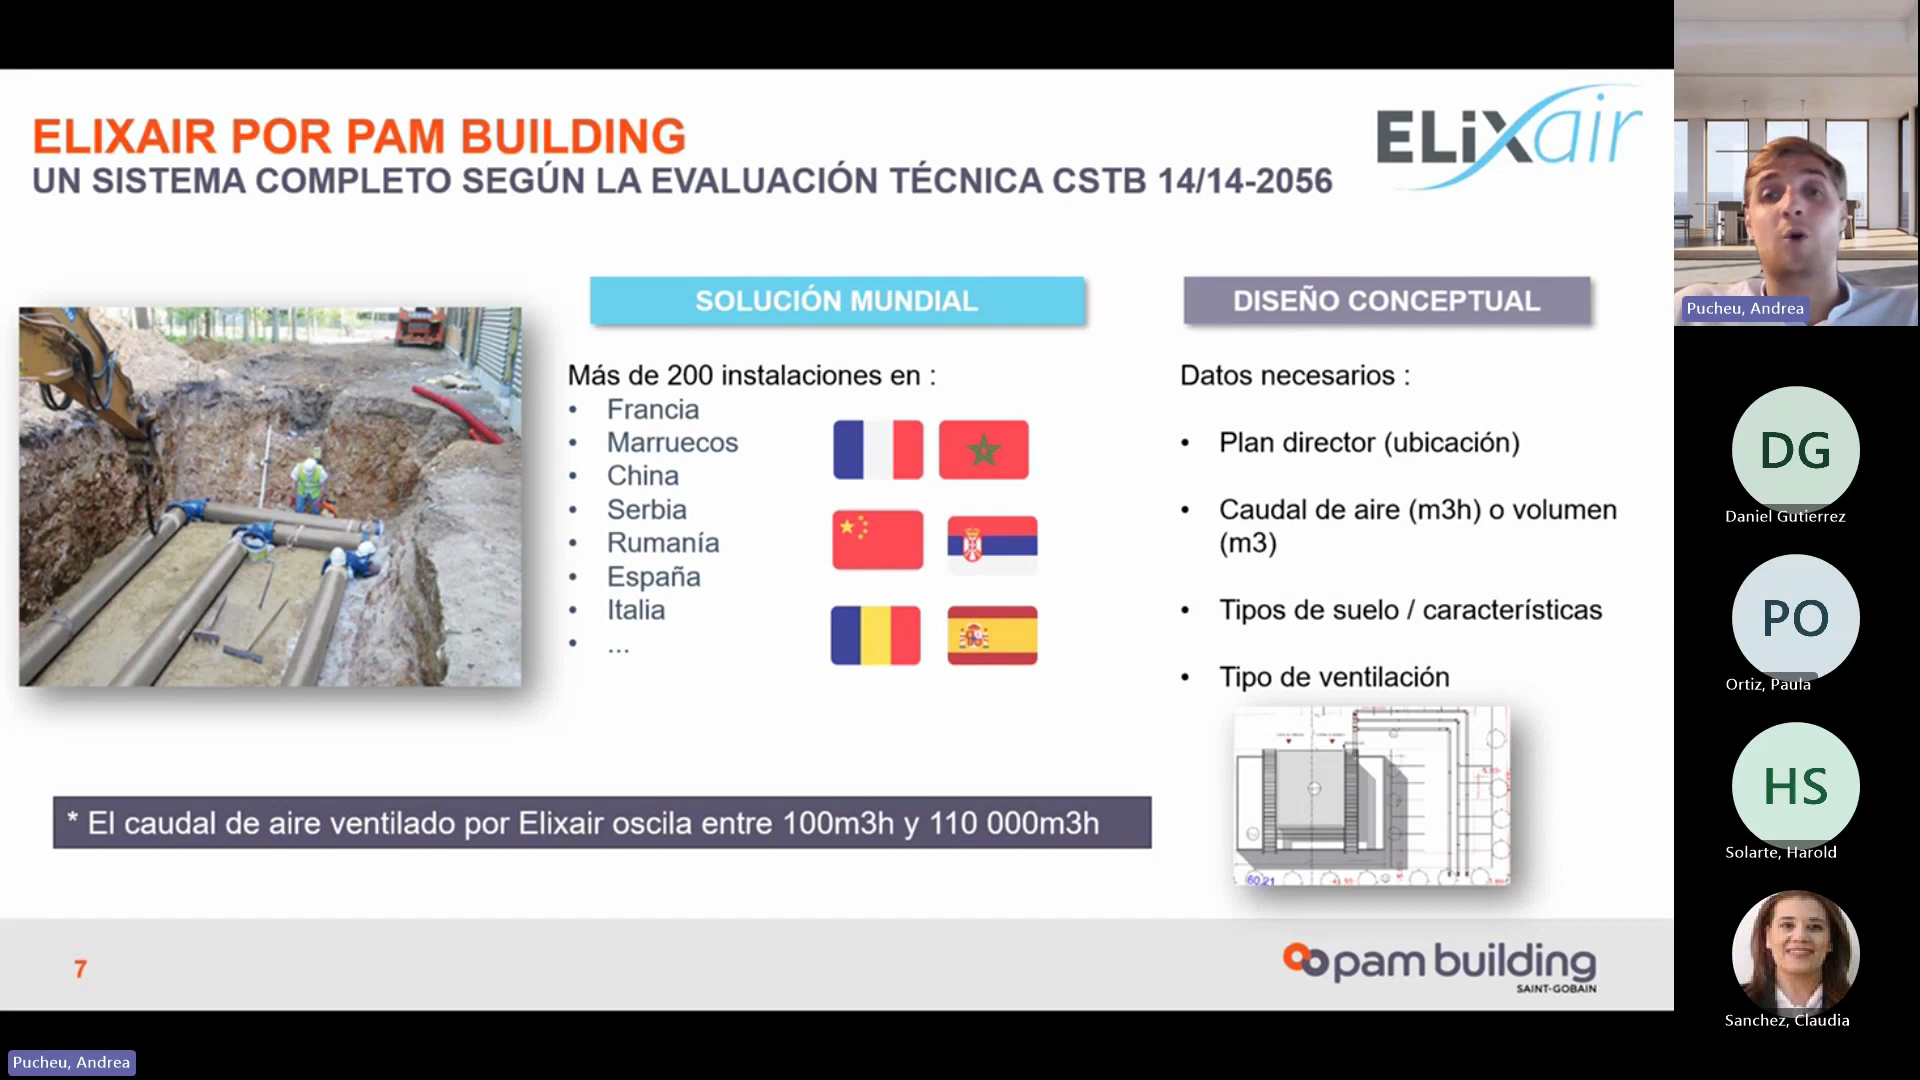 ELIXAIR POR PAM BUILDING
UN SISTEMA COMPLETO SEGÚN LA EVALUACIÓN TÉCNICA CSTB 14/14-2056
ELiXair
SOLUCIÓN MUNDIAL
Más de 200 instalaciones en :
• Francia
• Marruecos
• China
• Serbia
• Rumanía
• España
• Italia
• ...
DISEÑO CONCEPTUAL
Datos necesarios :
• Plan director (ubicación)
• Caudal de aire (m3h) o volumen
(m3)
• Tipos de suelo / características
• Tipo de ventilación
60,21
* El caudal de aire ventilado por Elixair oscila entre 100m3h y 110 000m3h
7
pam building
SAINT-GOBAIN
Pucheu, Andrea
Pucheu, Andrea
DG
Daniel Gutierrez
PO
Ortiz, Paula
HS
Solarte, Harold
Sanchez, Claudia